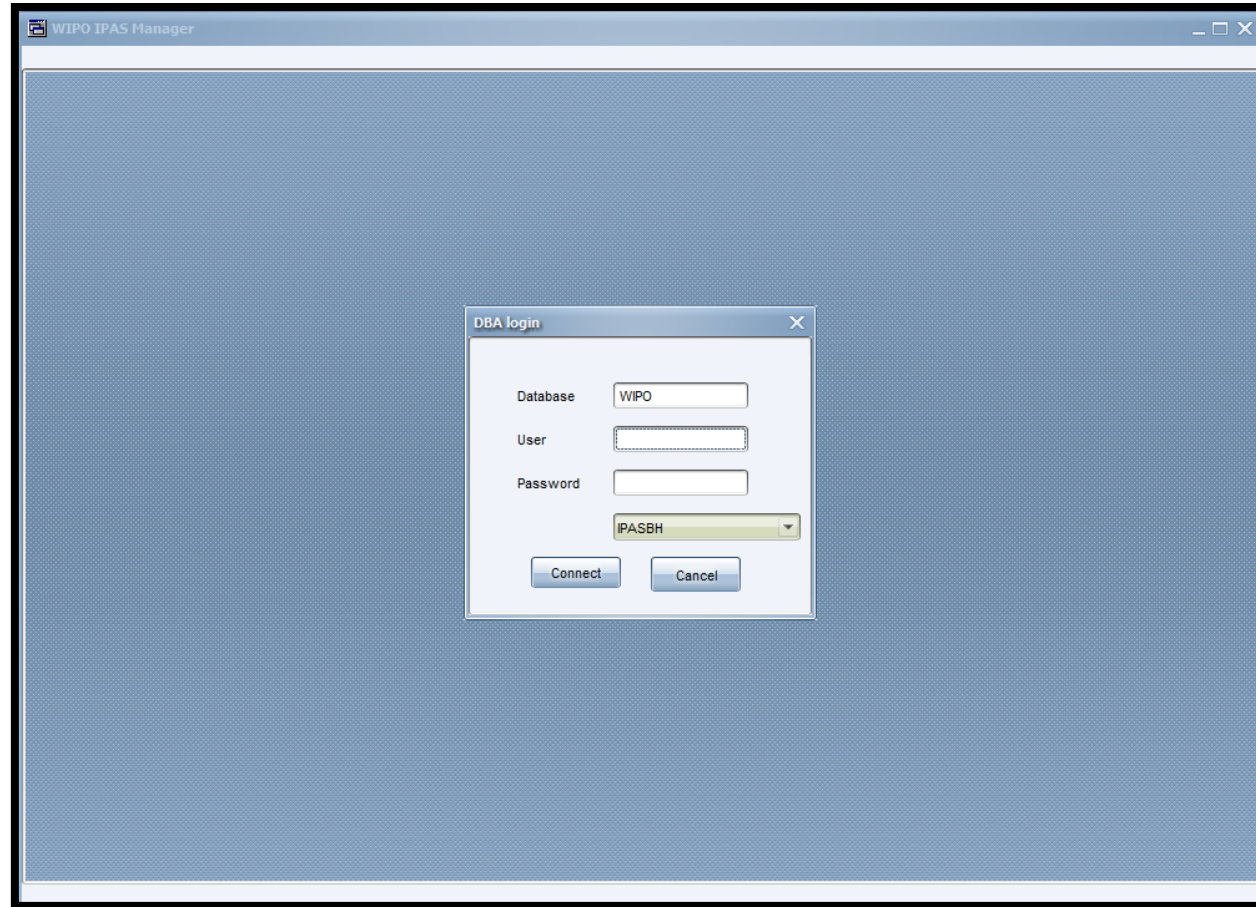 WIPO IPAS Manager
DBA login
Database WIPO
User
Password
IPASBH
Connect Cancel